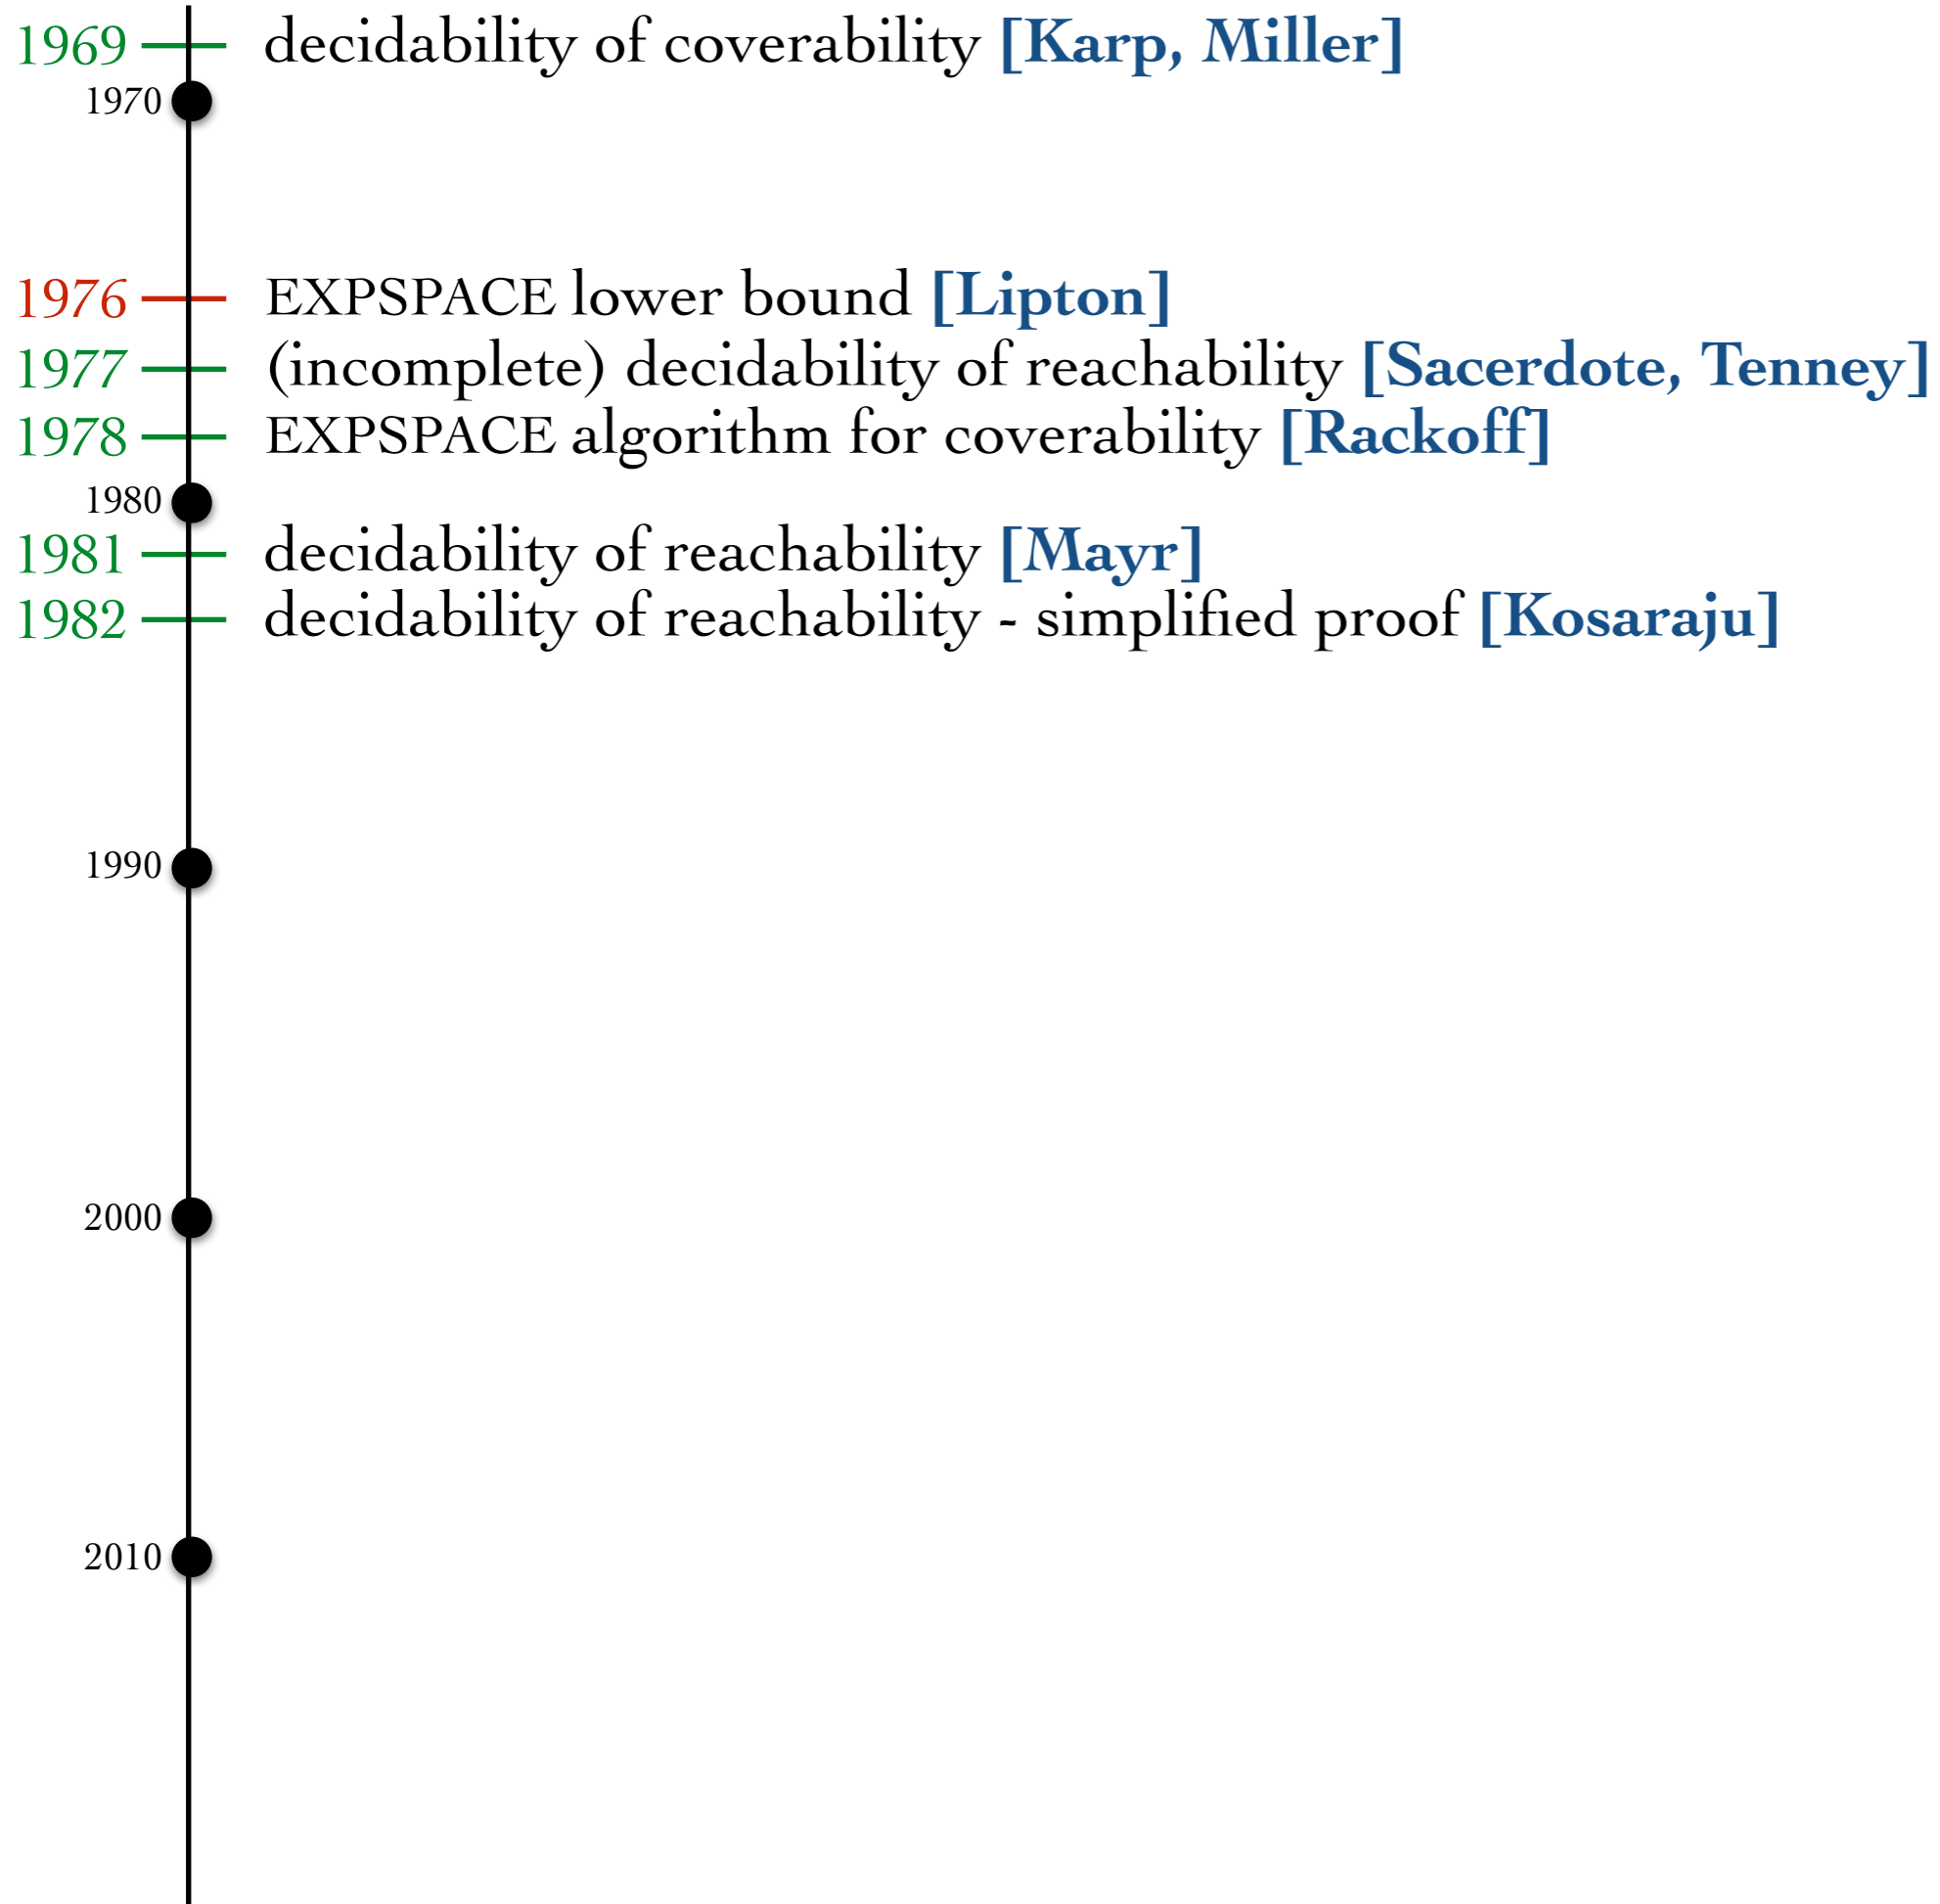 1969 decidability of coverability [Karp, Miller]
1970
1976 EXPSPACE lower bound [Lipton]
1977 (incomplete) decidability of reachability [Sacerdote, Tenney]
1978 EXPSPACE algorithm for coverability [Rackoff]
1980
1981 decidability of reachability [Mayr]
1982 decidability of reachability - simplified proof [Kosaraju]
1990
2000
2010